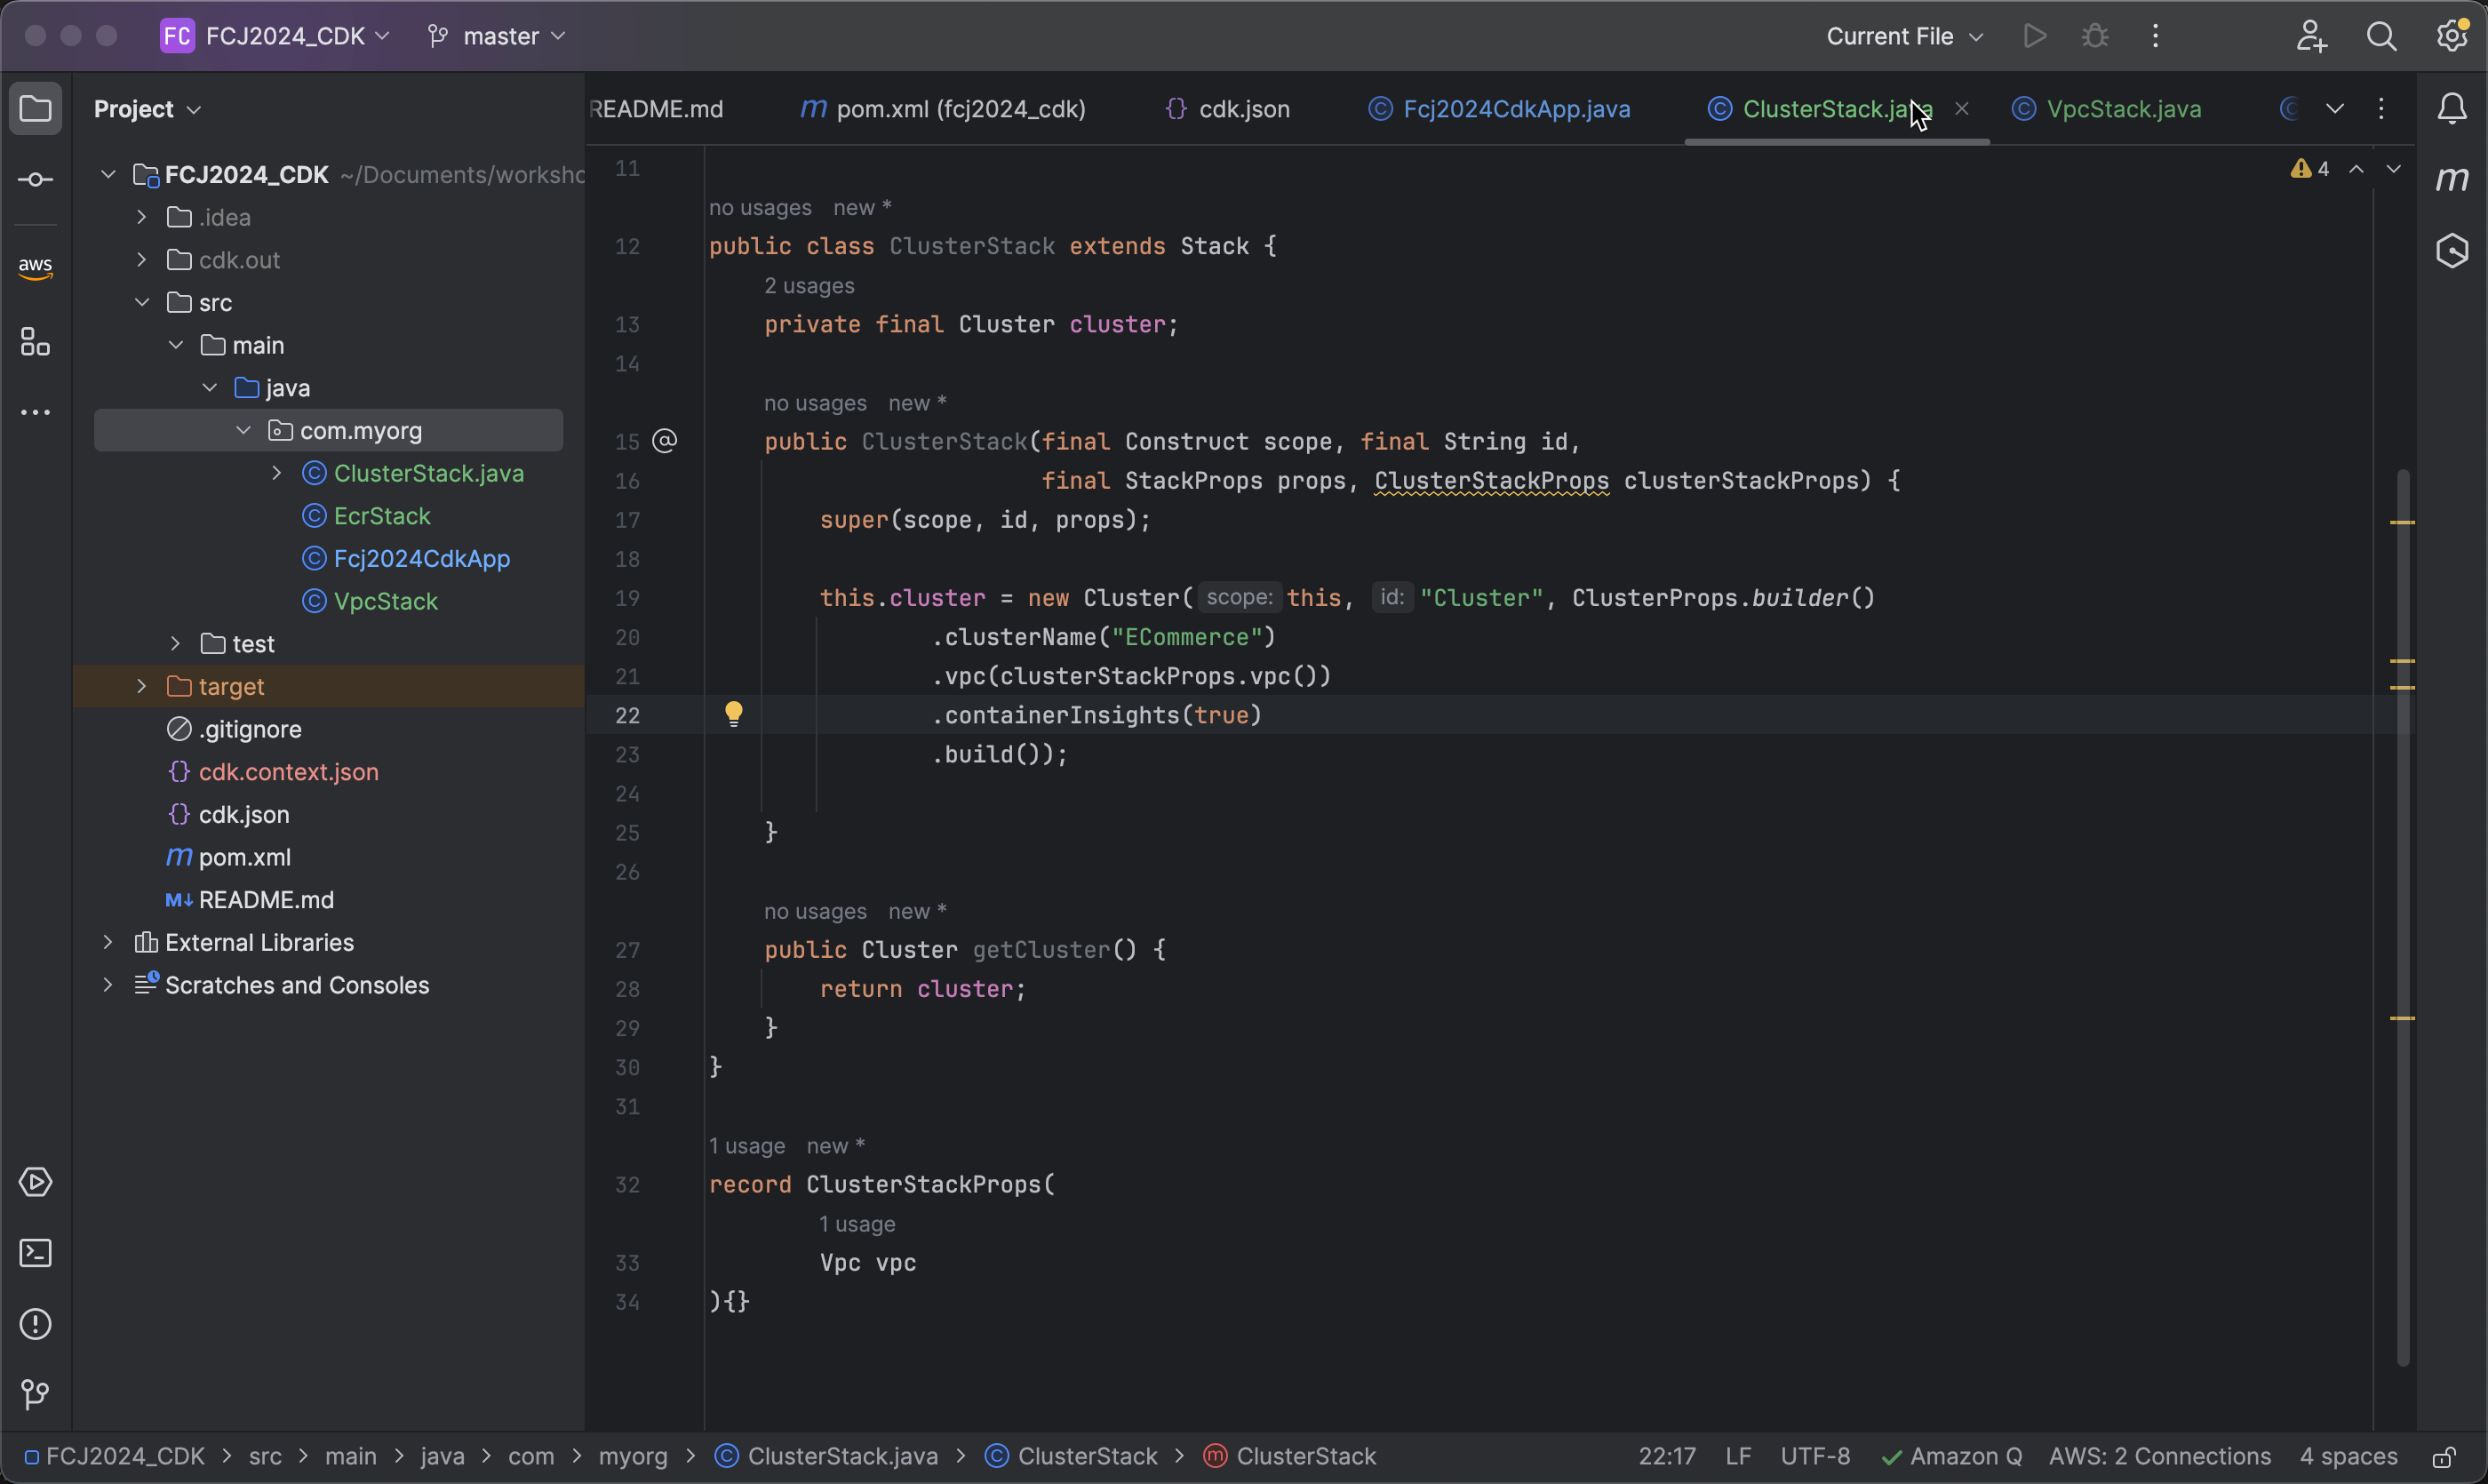 FC FCJ2024_CDK master Current File
Project
README.md pom.xml (fcj2024_cdk) cdk.json Fcj2024CdkApp.java ClusterStack.java VpcStack.java
FCJ2024_CDK ~/Documents/worksho
.idea
cdk.out
src
main
java
com.myorg
ClusterStack.java
EcrStack
Fcj2024CdkApp
VpcStack
test
target
.gitignore
cdk.context.json
cdk.json
pom.xml
README.md
External Libraries
Scratches and Consoles
aws
4
11
no usages new *
12 public class ClusterStack extends Stack {
2 usages
13 private final Cluster cluster;
14
no usages new *
15 @ public ClusterStack(final Construct scope, final String id,
16 final StackProps props, ClusterStackProps clusterStackProps) {
17 super(scope, id, props);
18
19 this.cluster = new Cluster( scope: this, id: "Cluster", ClusterProps.builder()
20 .clusterName("ECommerce")
21 .vpc(clusterStackProps.vpc())
22 .containerInsights(true)
23 .build());
24
25 }
26
no usages new *
27 public Cluster getCluster() {
28 return cluster;
29 }
30 }
31
1 usage new *
32 record ClusterStackProps(
1 usage
33 Vpc vpc
34 ){}
FCJ2024_CDK > src > main > java > com > myorg > ClusterStack.java > ClusterStack > ClusterStack 22:17 LF UTF-8 Amazon Q AWS: 2 Connections 4 spaces